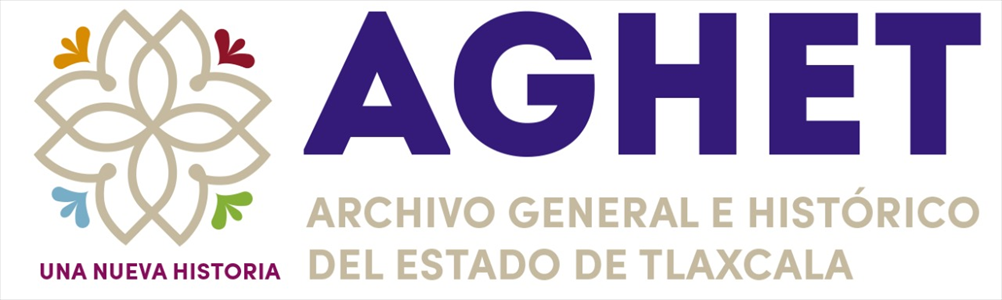 AGHET
ARCHIVO GENERAL E HISTÓRICO
DEL ESTADO DE TLAXCALA
UNA NUEVA HISTORIA